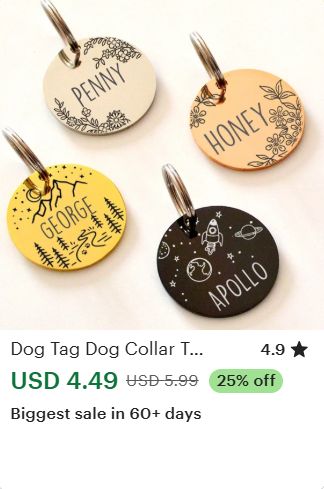 PENNY
HONEY
GEORGE
APOLLO
Dog Tag Dog Collar T... 4.9
USD 4.49 USD 5.99 25% off
Biggest sale in 60+ days